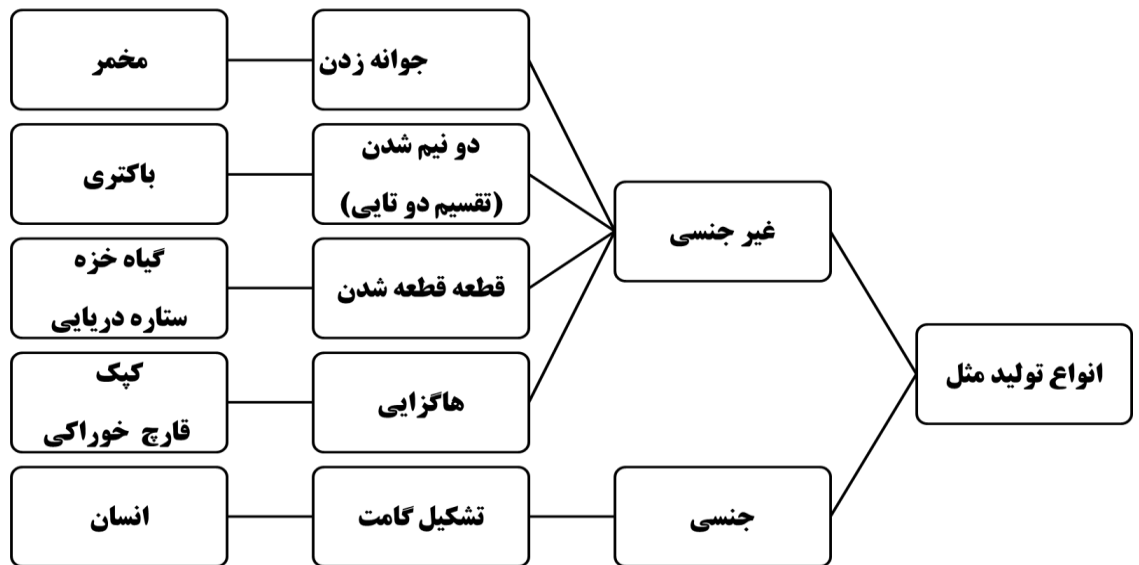 انواع تولید مثل
غیر جنسی
جوانه زدن
مخمر
دو نیم شدن
(تقسیم دو تایی)
باکتری
قطعه قطعه شدن
گیاه خزه
ستاره دریایی
هاگزایی
کپک
قارچ خوراکی
جنسی
تشکیل گامت
انسان